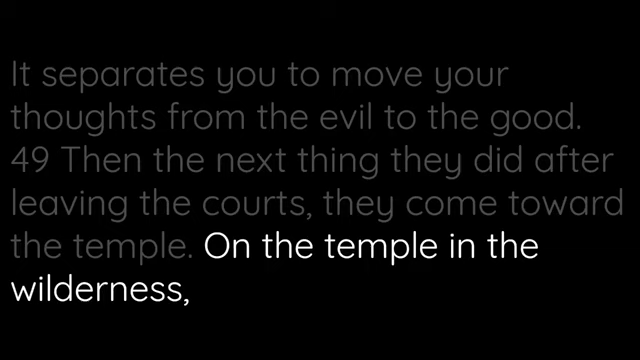 It separates you to move your
thoughts from the evil to the good.
49 Then the next thing they did after
leaving the courts, they come toward
the temple. On the temple in the
wilderness,